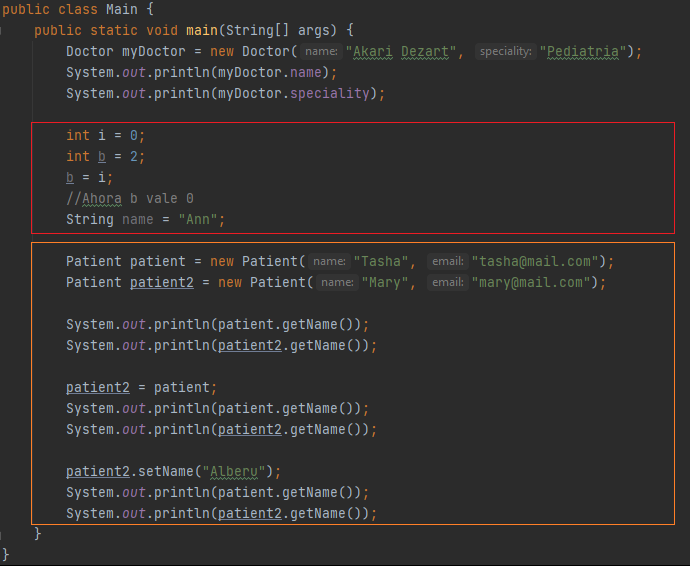 public class Main {
public static void main(String[] args) {
Doctor myDoctor = new Doctor( name: "Akari Dezart", speciality: "Pediatria");
System.out.println(myDoctor.name);
System.out.println(myDoctor.speciality);
int i = 0;
int b = 2;
b = i;
//Ahora b vale 0
String name = "Ann";
Patient patient = new Patient( name: "Tasha", email: "tasha@mail.com");
Patient patient2 = new Patient( name: "Mary", email: "mary@mail.com");
System.out.println(patient.getName());
System.out.println(patient2.getName());
patient2 = patient;
System.out.println(patient.getName());
System.out.println(patient2.getName());
patient2.setName("Alberu");
System.out.println(patient.getName());
System.out.println(patient2.getName());
}
}